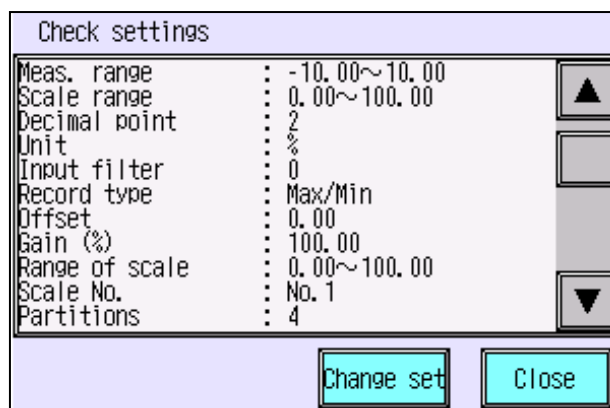 Check settings
Meas. range : -10.00~10.00
Scale range : 0.00~100.00
Decimal point : 2
Unit : %
Input filter : 0
Record type : Max/Min
Offset : 0.00
Gain (%) : 100.00
Range of scale : 0.00~100.00
Scale No. : No.1
Partitions : 4
Change set Close